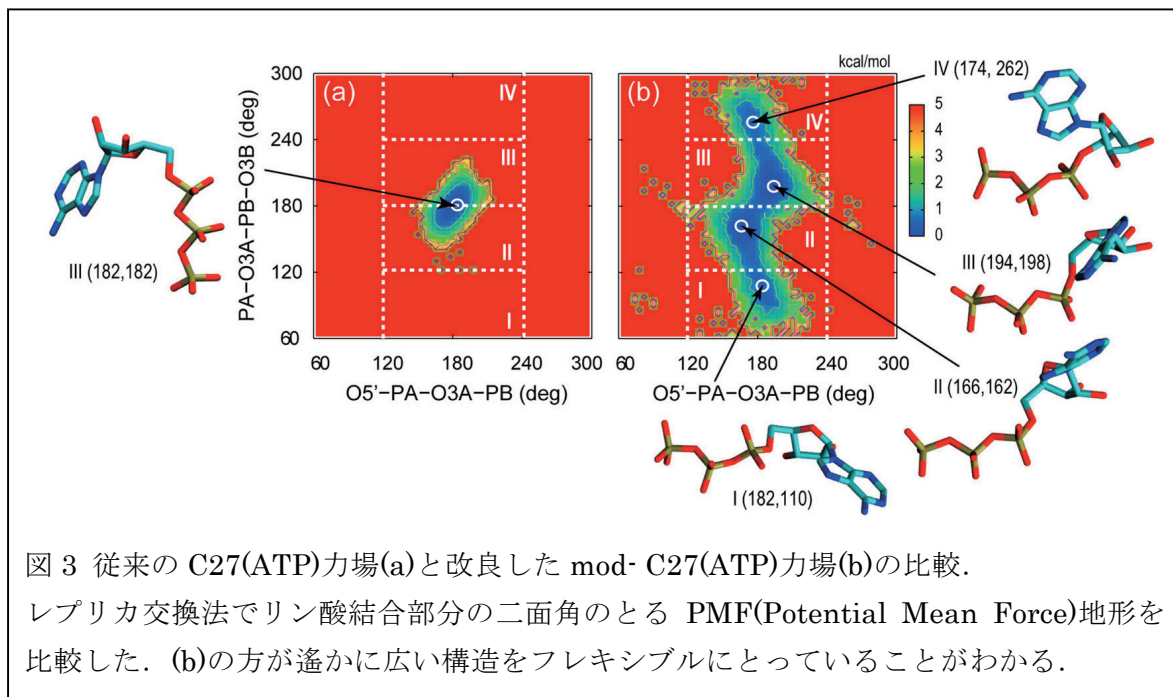 kcal/mol
IV (174, 262)
300
(a)
IV
(b)
IV
5
4
3
2
1
0
240
III
III
180
II
II
120
I
I
60
PA−O3A−PB−O3B (deg)
III (182,182)
III (194,198)
60 120 180 240 300
60 120 180 240 300
O5'−PA−O3A−PB (deg)
O5'−PA−O3A−PB (deg)
II (166,162)
I (182,110)
図 3 従来の C27(ATP)力場(a)と改良した mod- C27(ATP)力場(b)の比較.
レプリカ交換法でリン酸結合部分の二面角のとる PMF(Potential Mean Force)地形を
比較した. (b)の方が遙かに広い構造をフレキシブルにとっていることがわかる.